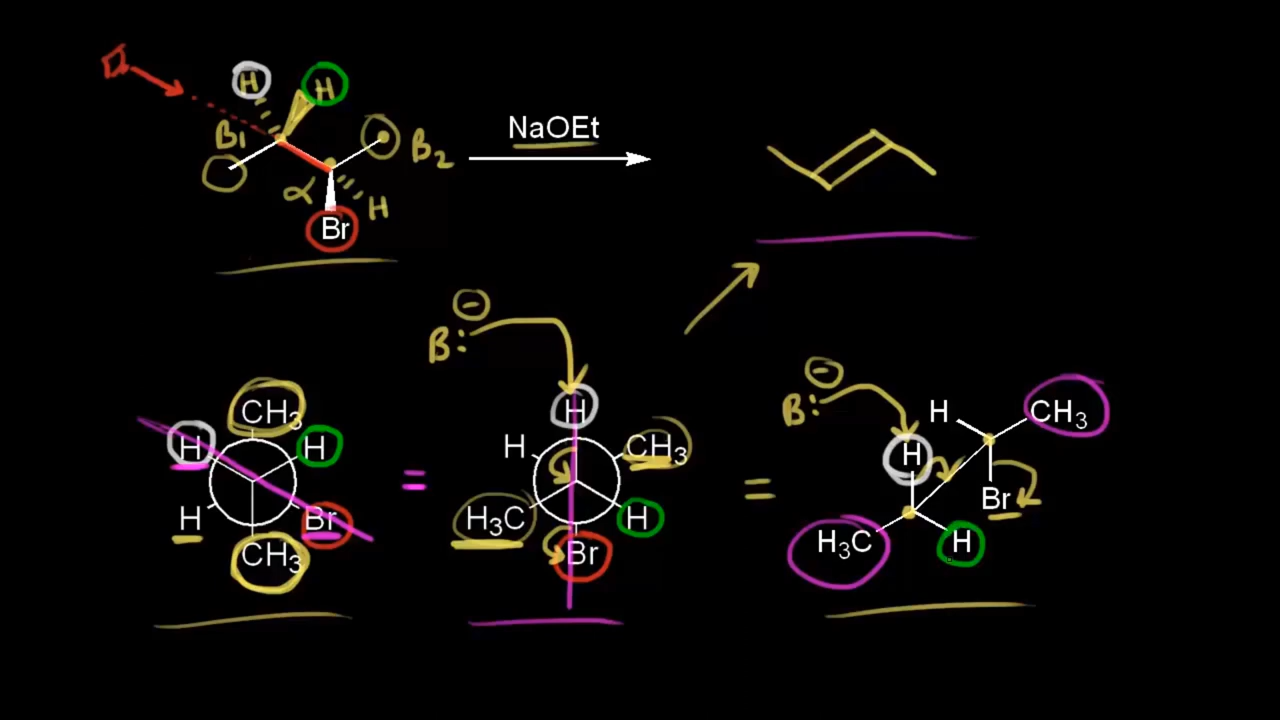 H H
NaOEt
B₁ B₂
α H
Br
B:⊖
B:⊖
CH₃ H H CH₃
H H H CH₃ H
H Br H₃C H Br
CH₃ Br H₃C H
= =